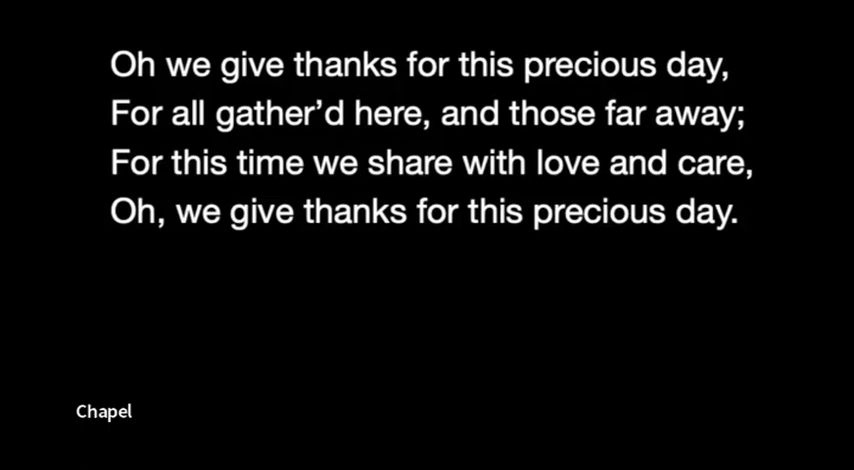 Oh we give thanks for this precious day,
For all gather’d here, and those far away;
For this time we share with love and care,
Oh, we give thanks for this precious day.
Chapel